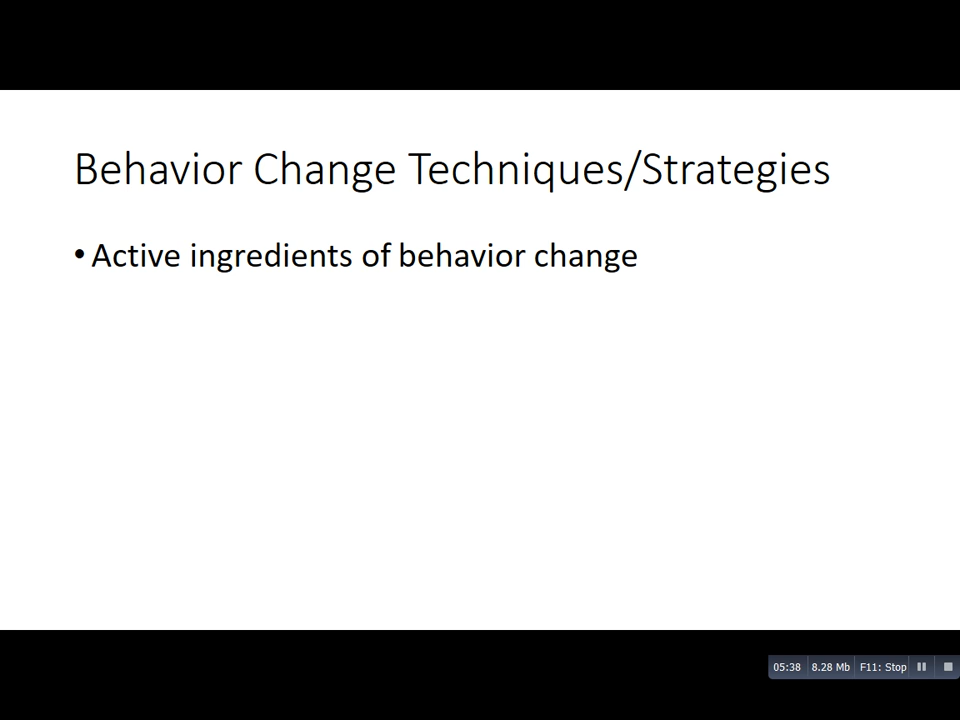 Behavior Change Techniques/Strategies
• Active ingredients of behavior change
05:38 8.28 Mb F11: Stop